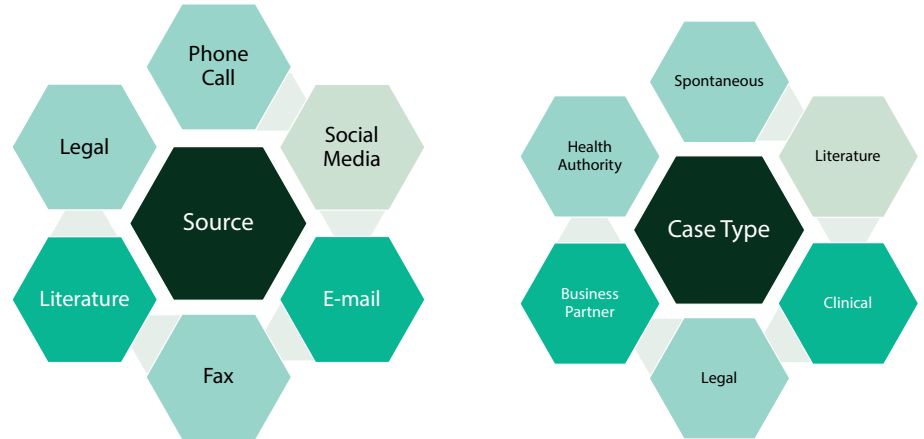 Phone
Call
Social
Media
E-mail
Fax
Literature
Legal
Source
Spontaneous
Literature
Clinical
Legal
Business
Partner
Health
Authority
Case Type